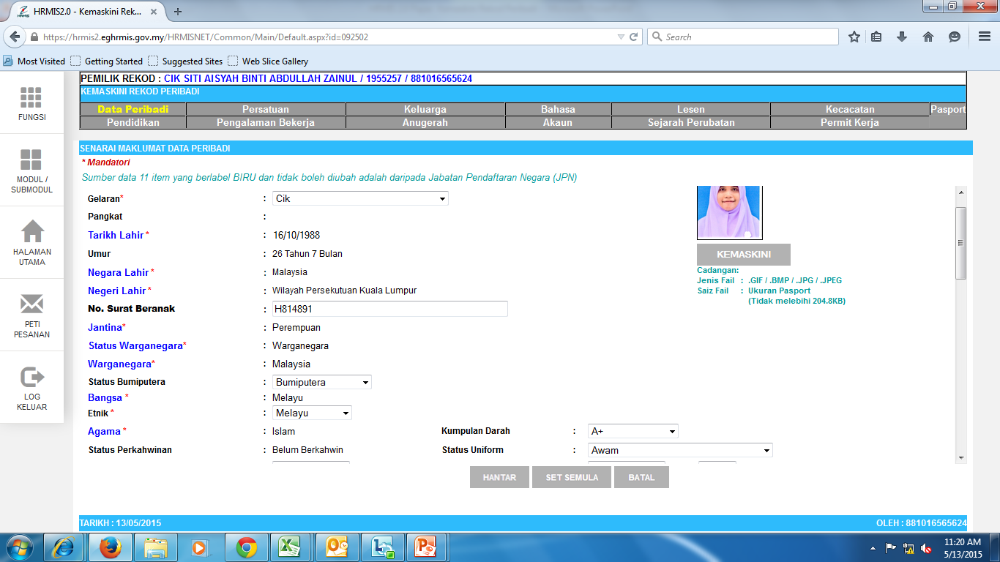 HRMIS2.0 - Kemaskini Rek... × +
https://hrmis2.eghrmis.gov.my/HRMISNET/Common/Main/Default.aspx?id=092502 Search
Most Visited Getting Started Suggested Sites Web Slice Gallery
PEMILIK REKOD : CIK SITI AISYAH BINTI ABDULLAH ZAINUL / 1955257 / 881016565624
KEMASKINI REKOD PERIBADI
Data Peribadi Persatuan Keluarga Bahasa Lesen Kecacatan Pasport
Pendidikan Pengalaman Bekerja Anugerah Akaun Sejarah Perubatan Permit Kerja
FUNGSI
MODUL /
SUBMODUL
HALAMAN
UTAMA
PETI
PESANAN
LOG
KELUAR
SENARAI MAKLUMAT DATA PERIBADI
* Mandatori
Sumber data 11 item yang berlabel BIRU dan tidak boleh diubah adalah daripada Jabatan Pendaftaran Negara (JPN)
Gelaran* : Cik
Pangkat :
Tarikh Lahir * : 16/10/1988
Umur : 26 Tahun 7 Bulan
Negara Lahir * : Malaysia
Negeri Lahir * : Wilayah Persekutuan Kuala Lumpur
No. Surat Beranak : H814891
Jantina* : Perempuan
Status Warganegara* : Warganegara
Warganegara* : Malaysia
Status Bumiputera : Bumiputera
Bangsa * : Melayu
Etnik * : Melayu
Agama * : Islam Kumpulan Darah : A+
Status Perkahwinan : Belum Berkahwin Status Uniform : Awam
KEMASKINI
Cadangan:
Jenis Fail : .GIF / .BMP / .JPG / .JPEG
Saiz Fail : Ukuran Pasport
(Tidak melebihi 204.8KB)
HANTAR SET SEMULA BATAL
TARIKH : 13/05/2015 OLEH : 881016565624
11:20 AM
5/13/2015